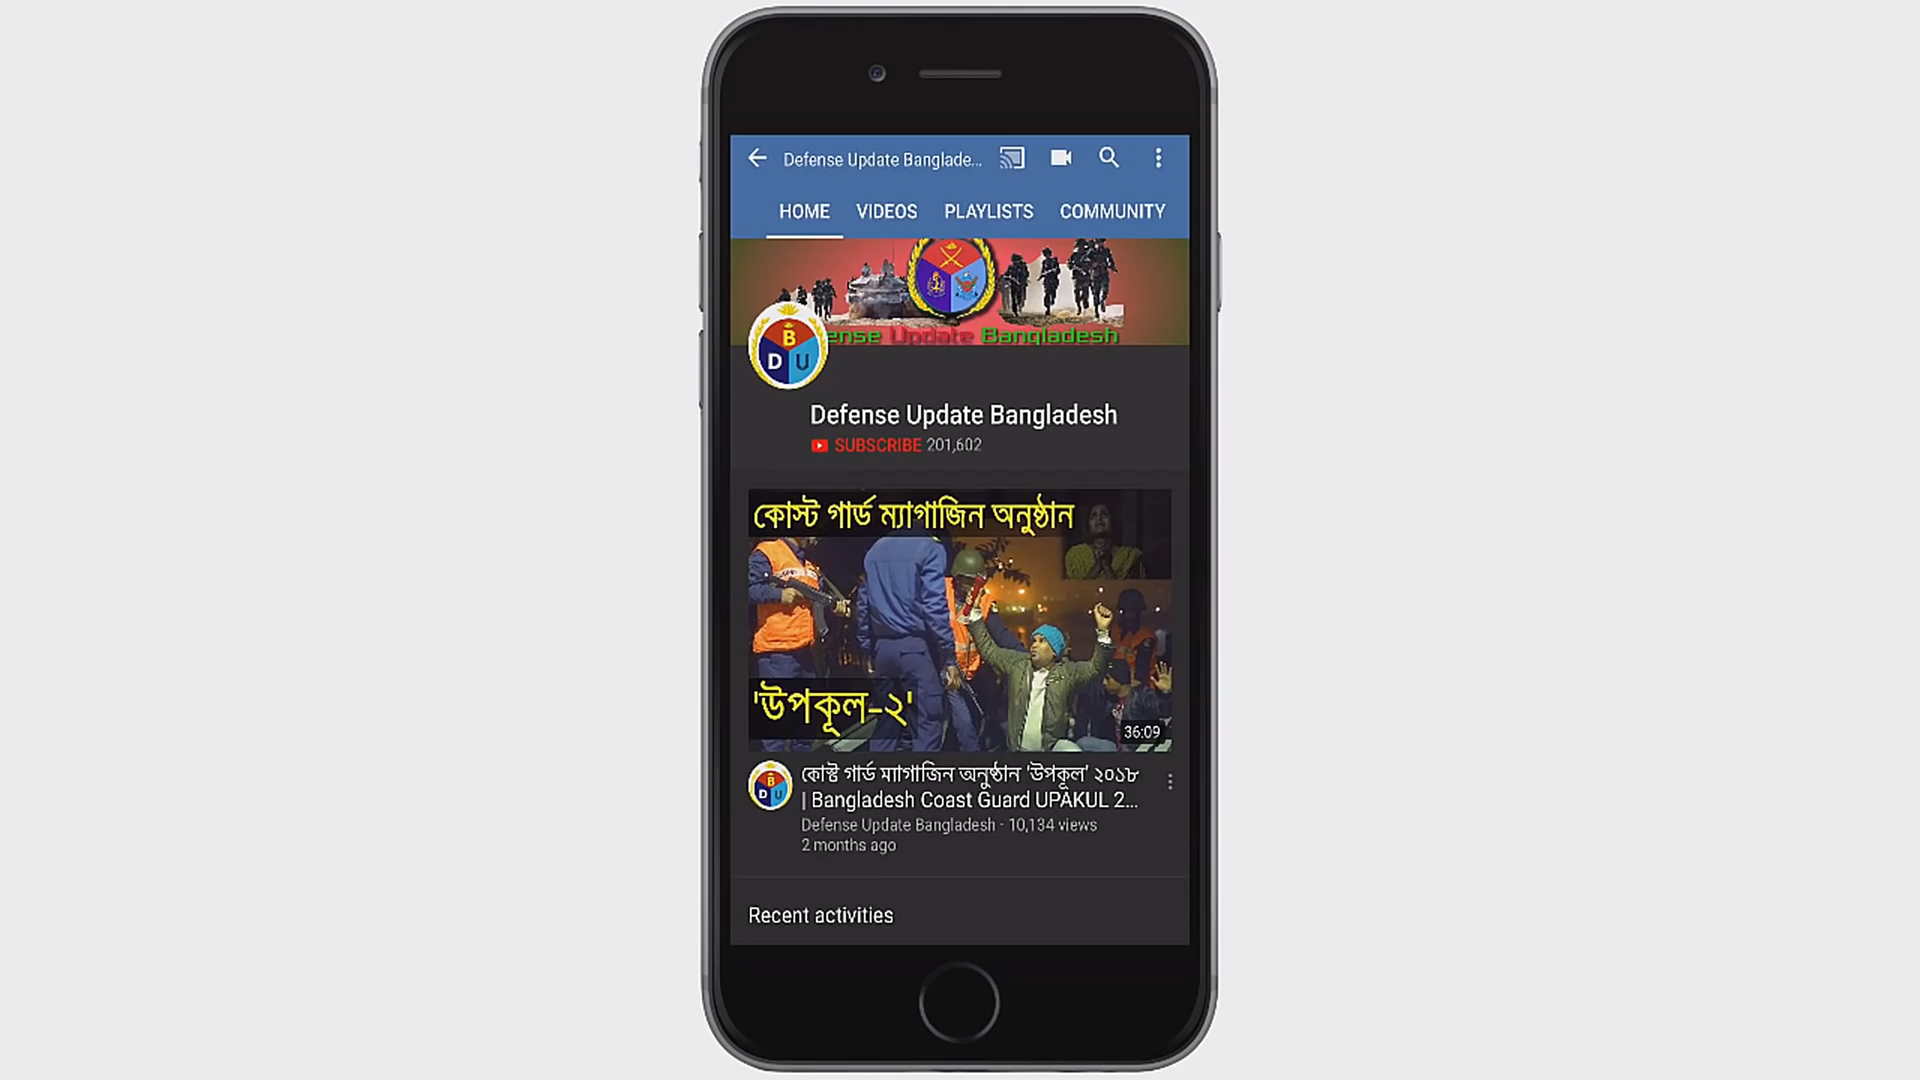 Defense Update Banglade...
HOME VIDEOS PLAYLISTS COMMUNITY
ense Update Bangladesh
B
D U
Defense Update Bangladesh
SUBSCRIBE 201,602
কোস্ট গার্ড ম্যাগাজিন অনুষ্ঠান
'উপকূল-২'
36:09
B
D U
কোস্ট গার্ড ম্যাগাজিন অনুষ্ঠান 'উপকূল' ২০১৮
| Bangladesh Coast Guard UPAKUL 2...
Defense Update Bangladesh · 10,134 views
2 months ago
Recent activities